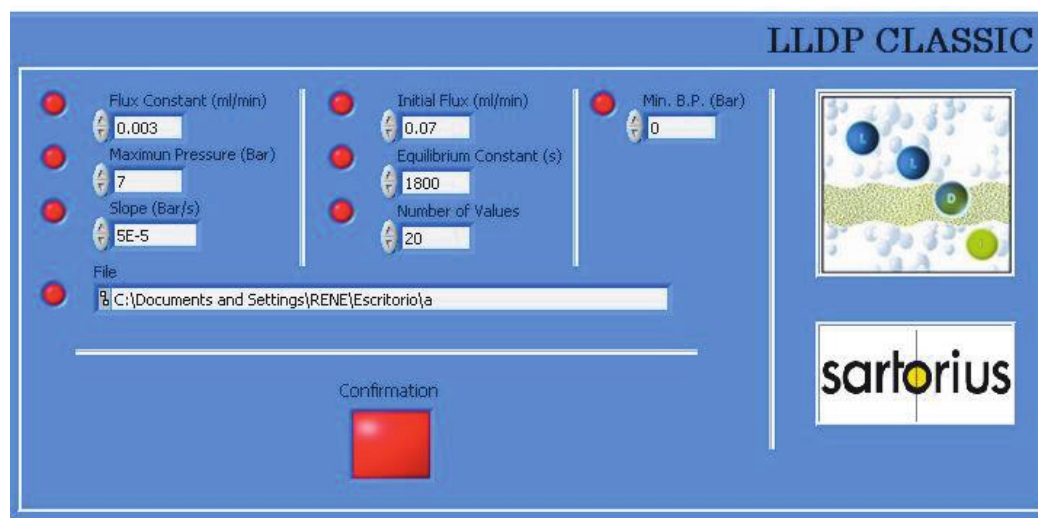 LLDP CLASSIC
Flux Constant (ml/min)
0.003
Maximun Pressure (Bar)
7
Slope (Bar/s)
5E-5
Initial Flux (ml/min)
0.07
Equilibrium Constant (s)
1800
Number of Values
20
Min. B.P. (Bar)
0
File
C:\Documents and Settings\RENE\Escritorio\a
Confirmation
L
L
D
sartorius